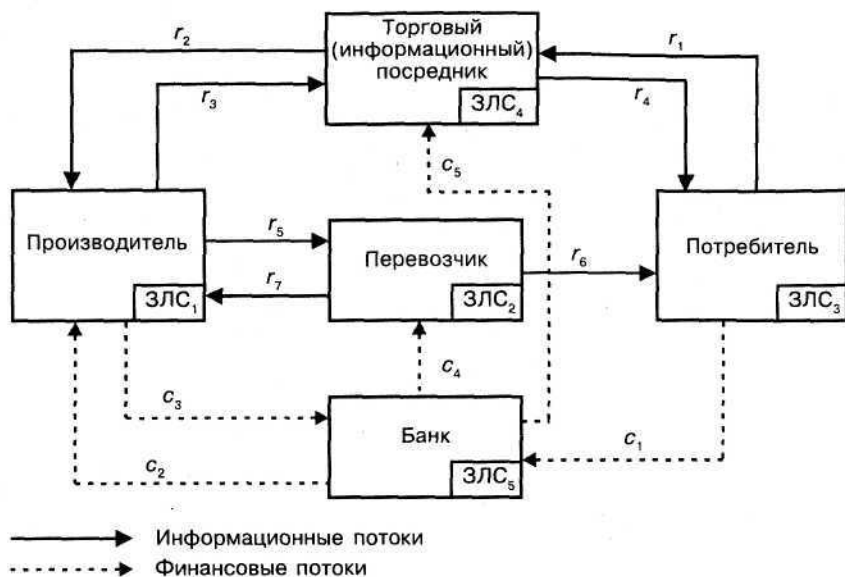 Торговый
(информационный)
посредник
ЗЛС₄
r₂
r₁
r₃
r₄
c₅
Производитель
ЗЛС₁
r₅
r₇
Перевозчик
ЗЛС₂
r₆
Потребитель
ЗЛС₃
c₄
c₃
c₂
Банк
ЗЛС₅
c₁
Информационные потоки
Финансовые потоки